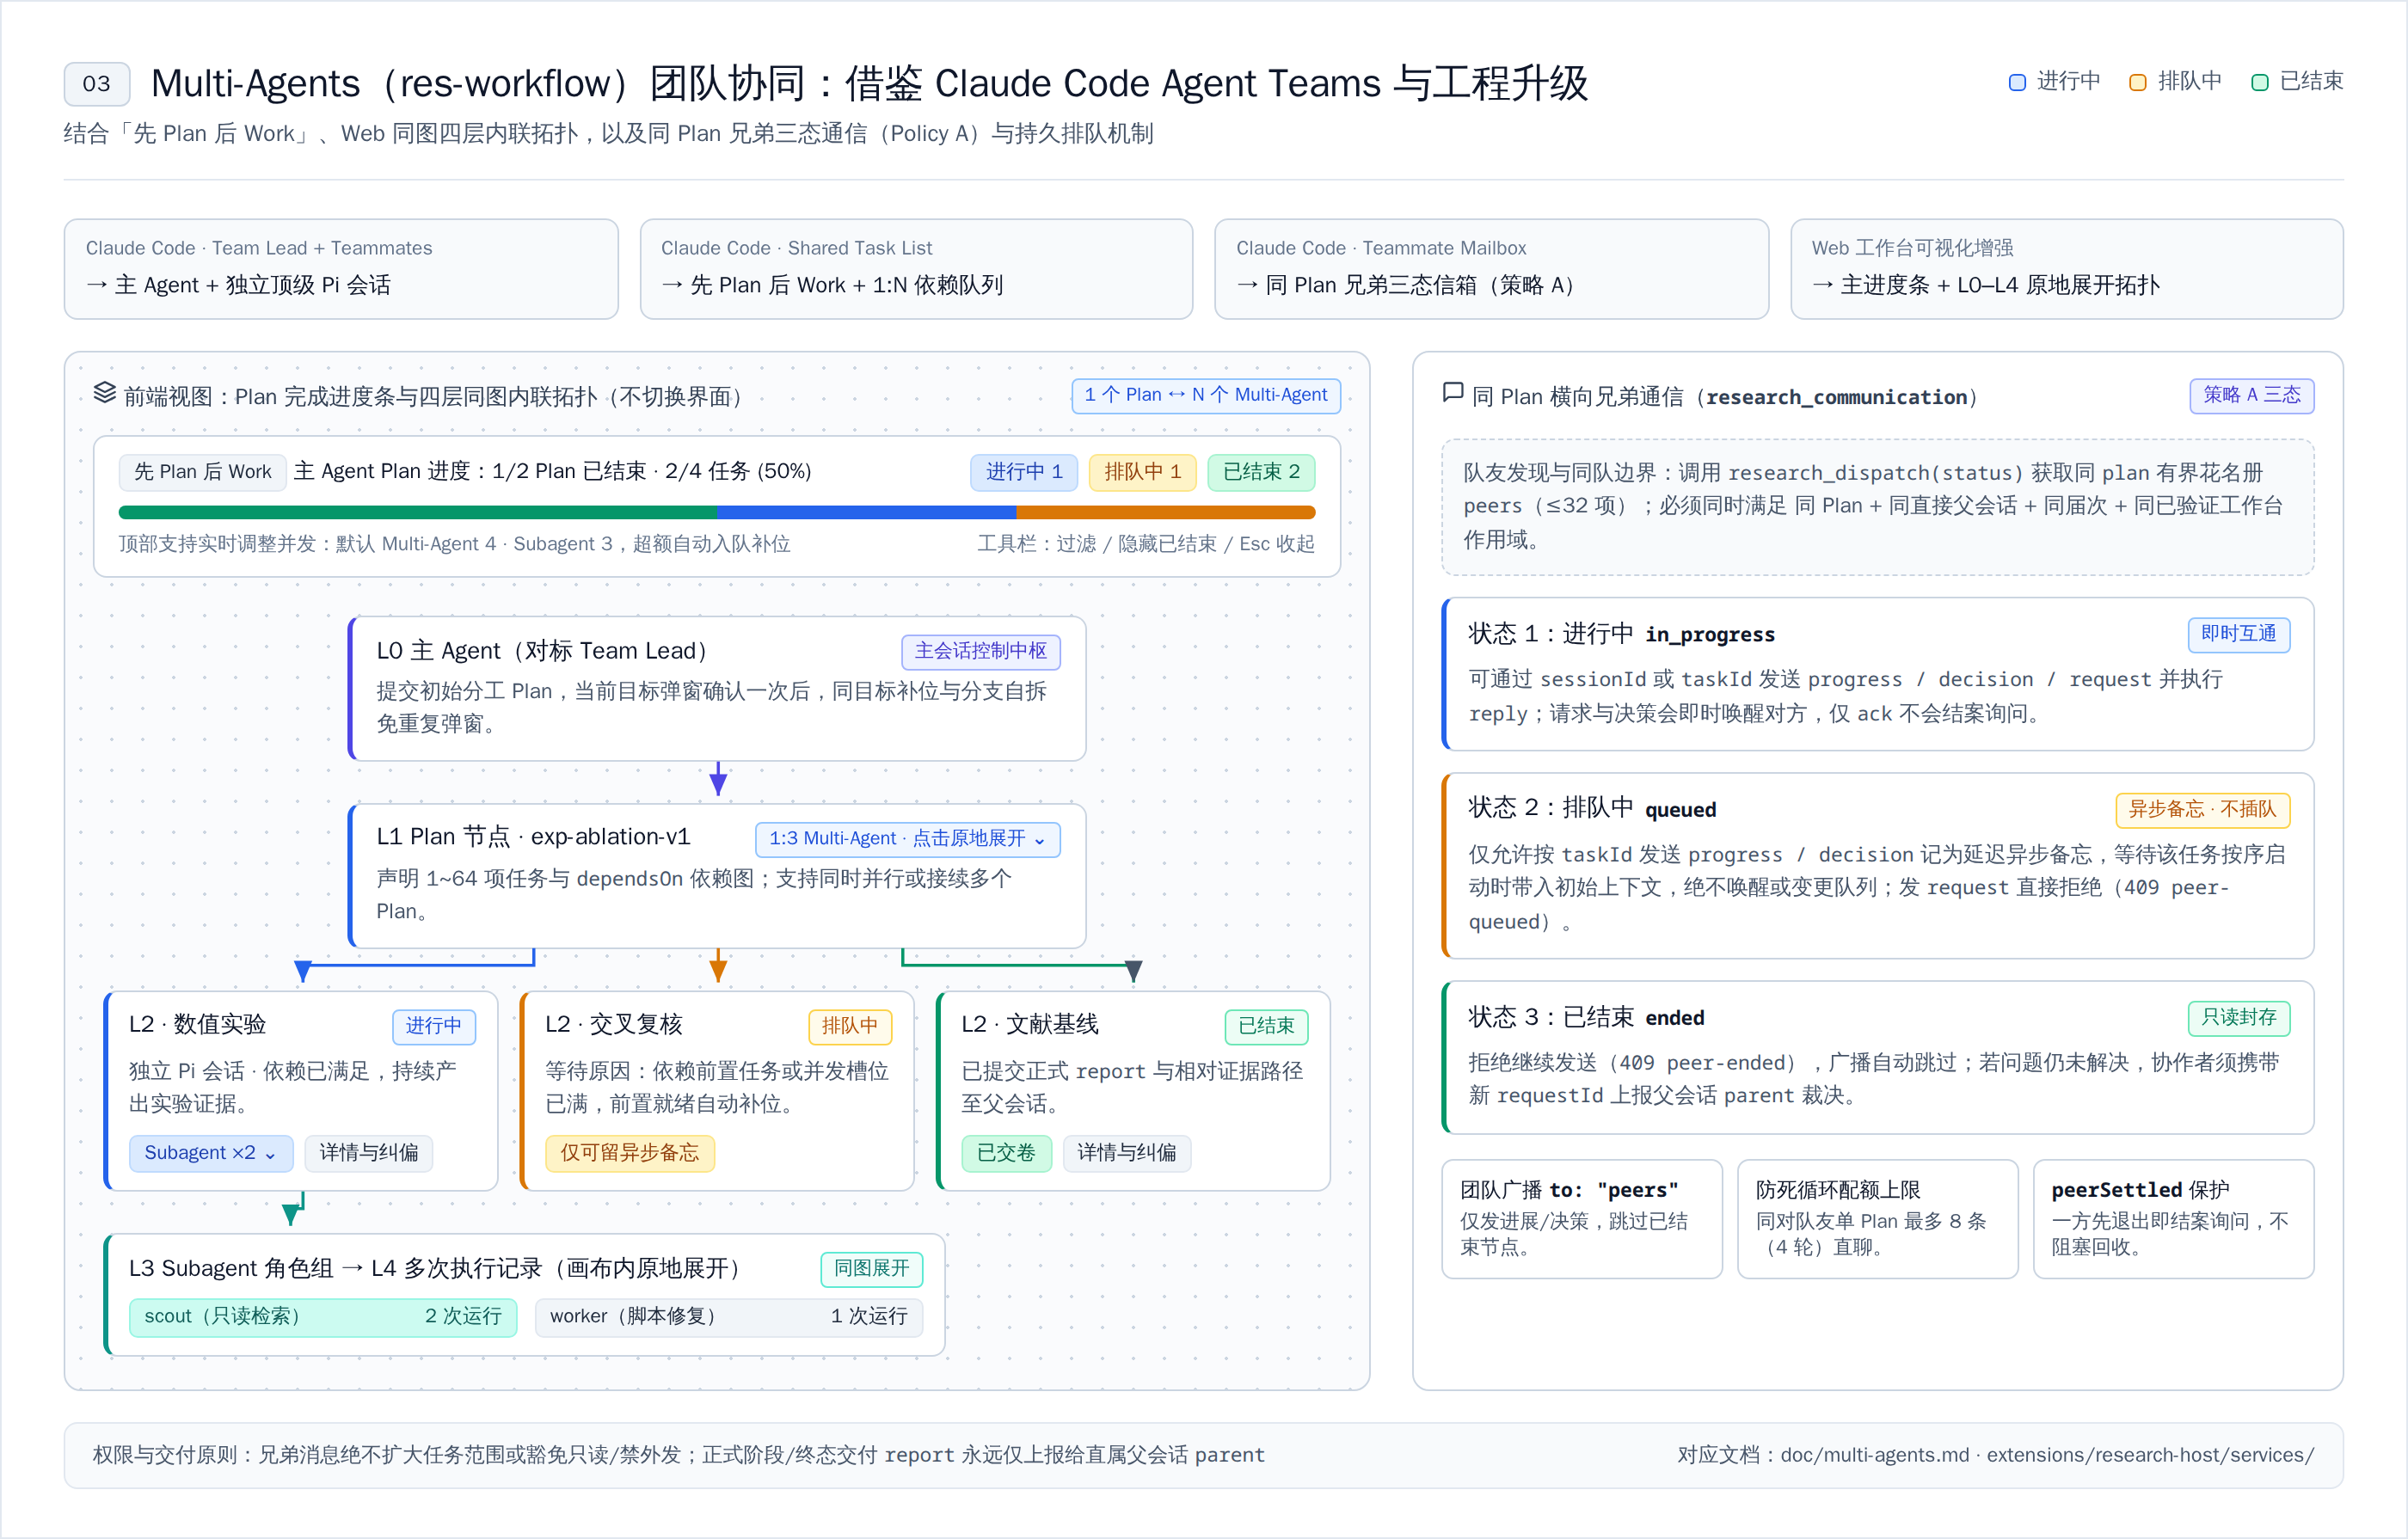 03
Multi-Agents（res-workflow）团队协同：借鉴 Claude Code Agent Teams 与工程升级
进行中
排队中
已结束
结合「先 Plan 后 Work」、Web 同图四层内联拓扑，以及同 Plan 兄弟三态通信（Policy A）与持久排队机制
Claude Code · Team Lead + Teammates
→ 主 Agent + 独立顶级 Pi 会话
Claude Code · Shared Task List
→ 先 Plan 后 Work + 1:N 依赖队列
Claude Code · Teammate Mailbox
→ 同 Plan 兄弟三态信箱（策略 A）
Web 工作台可视化增强
→ 主进度条 + L0–L4 原地展开拓扑
前端视图：Plan 完成进度条与四层同图内联拓扑（不切换界面）
1 个 Plan ↔ N 个 Multi-Agent
先 Plan 后 Work
主 Agent Plan 进度：1/2 Plan 已结束 · 2/4 任务 (50%)
进行中 1
排队中 1
已结束 2
顶部支持实时调整并发：默认 Multi-Agent 4 · Subagent 3，超额自动入队补位
工具栏：过滤 / 隐藏已结束 / Esc 收起
L0 主 Agent（对标 Team Lead）
主会话控制中枢
提交初始分工 Plan，当前目标弹窗确认一次后，同目标补位与分支自拆
免重复弹窗。
L1 Plan 节点 · exp-ablation-v1
1:3 Multi-Agent · 点击原地展开 ⌄
声明 1~64 项任务与 dependsOn 依赖图；支持同时并行或接续多个
Plan。
L2 · 数值实验
进行中
独立 Pi 会话 · 依赖已满足，持续产
出实验证据。
Subagent ×2 ⌄
详情与纠偏
L2 · 交叉复核
排队中
等待原因：依赖前置任务或并发槽位
已满，前置就绪自动补位。
仅可留异步备忘
L2 · 文献基线
已结束
已提交正式 report 与相对证据路径
至父会话。
已交卷
详情与纠偏
L3 Subagent 角色组 → L4 多次执行记录（画布内原地展开）
同图展开
scout（只读检索）
2 次运行
worker（脚本修复）
1 次运行
同 Plan 横向兄弟通信（research_communication）
策略 A 三态
队友发现与同队边界：调用 research_dispatch(status) 获取同 plan 有界花名册
peers（≤32 项）；必须同时满足 同 Plan + 同直接父会话 + 同届次 + 同已验证工作台
作用域。
状态 1：进行中 in_progress
即时互通
可通过 sessionId 或 taskId 发送 progress / decision / request 并执行
reply；请求与决策会即时唤醒对方，仅 ack 不会结案询问。
状态 2：排队中 queued
异步备忘 · 不插队
仅允许按 taskId 发送 progress / decision 记为延迟异步备忘，等待该任务按序启
动时带入初始上下文，绝不唤醒或变更队列；发 request 直接拒绝（409 peer-
queued）。
状态 3：已结束 ended
只读封存
拒绝继续发送（409 peer-ended），广播自动跳过；若问题仍未解决，协作者须携带
新 requestId 上报父会话 parent 裁决。
团队广播 to: "peers"
仅发进展/决策，跳过已结
束节点。
防死循环配额上限
同对队友单 Plan 最多 8 条
（4 轮）直聊。
peerSettled 保护
一方先退出即结案询问，不
阻塞回收。
权限与交付原则：兄弟消息绝不扩大任务范围或豁免只读/禁外发；正式阶段/终态交付 report 永远仅上报给直属父会话 parent
对应文档：doc/multi-agents.md · extensions/research-host/services/